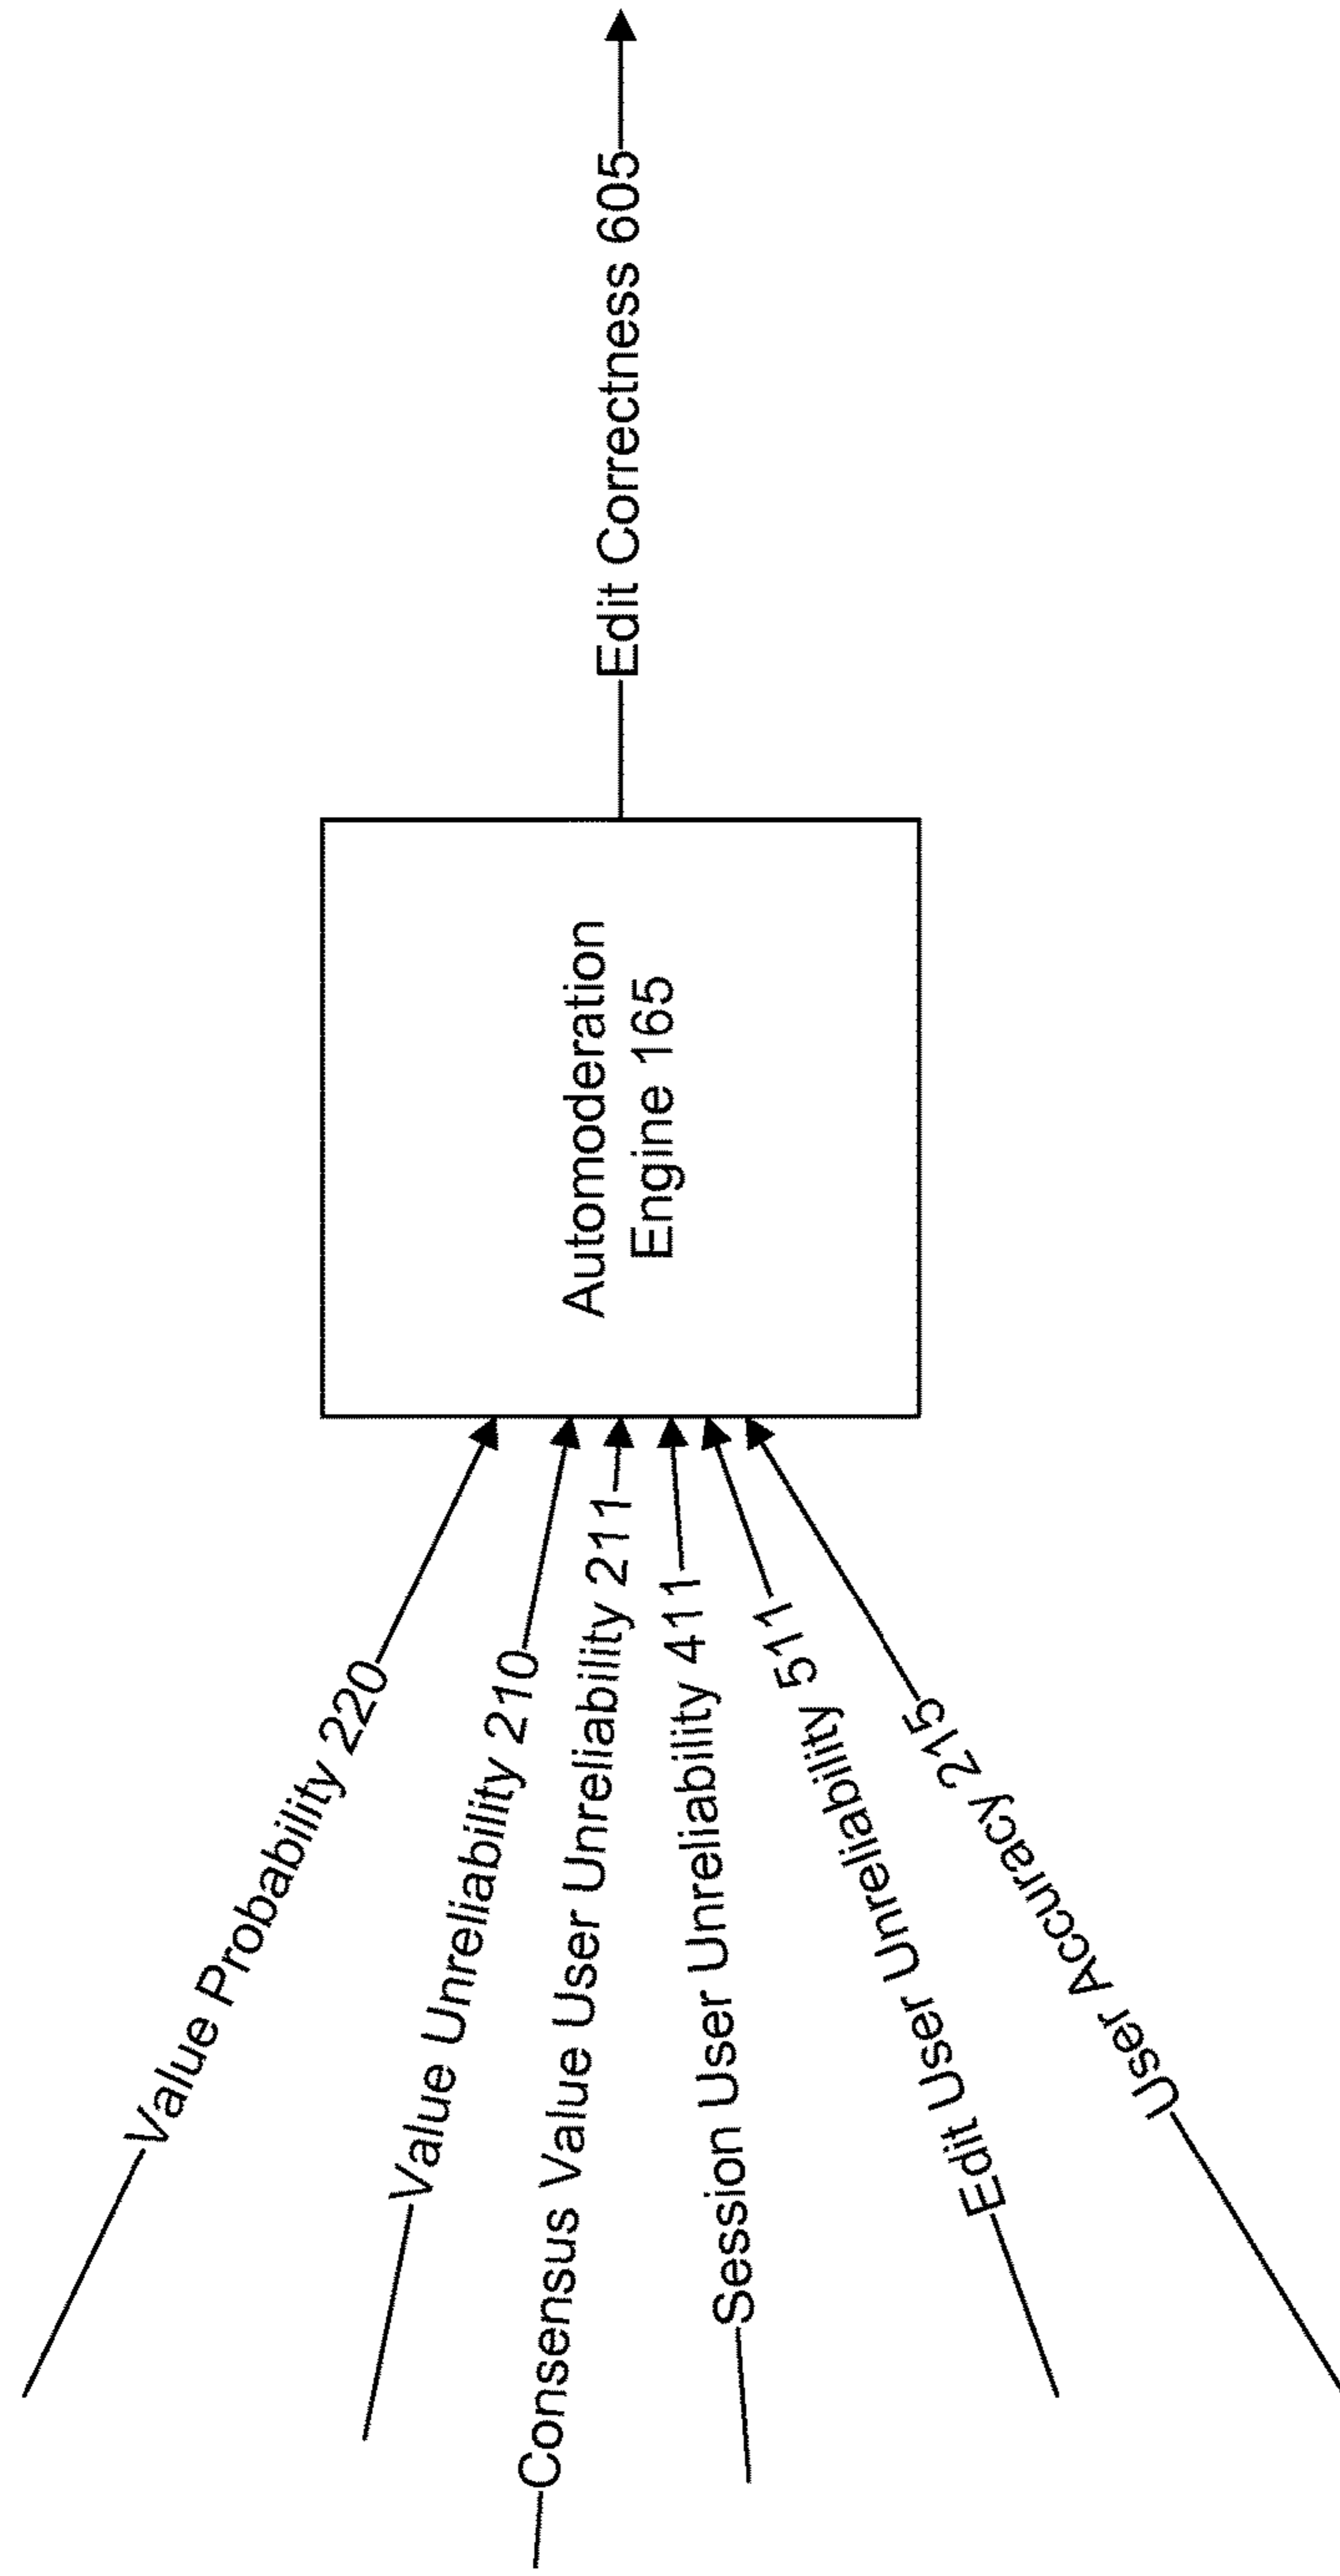 Value Probability 220
Value Unreliability 210
Consensus Value User Unreliability 211
Session User Unreliability 411
Edit User Unreliability 511
User Accuracy 215
Automoderation
Engine 165
Edit Correctness 605